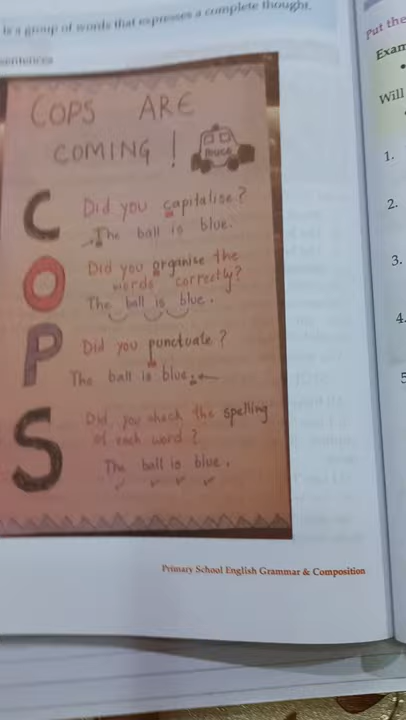 is a group of words that expresses a complete thought.
sentences
COPS ARE
COMING!
POLICE
C
Did you capitalise?
The ball is blue.
O
Did you organise the
words correctly?
The ball is blue.
P
Did you punctuate?
The ball is blue.
S
Did you check the spelling
of each word?
The ball is blue.
Primary School English Grammar & Composition
Put the
Exam
Will
1.
2.
3.
4.
5